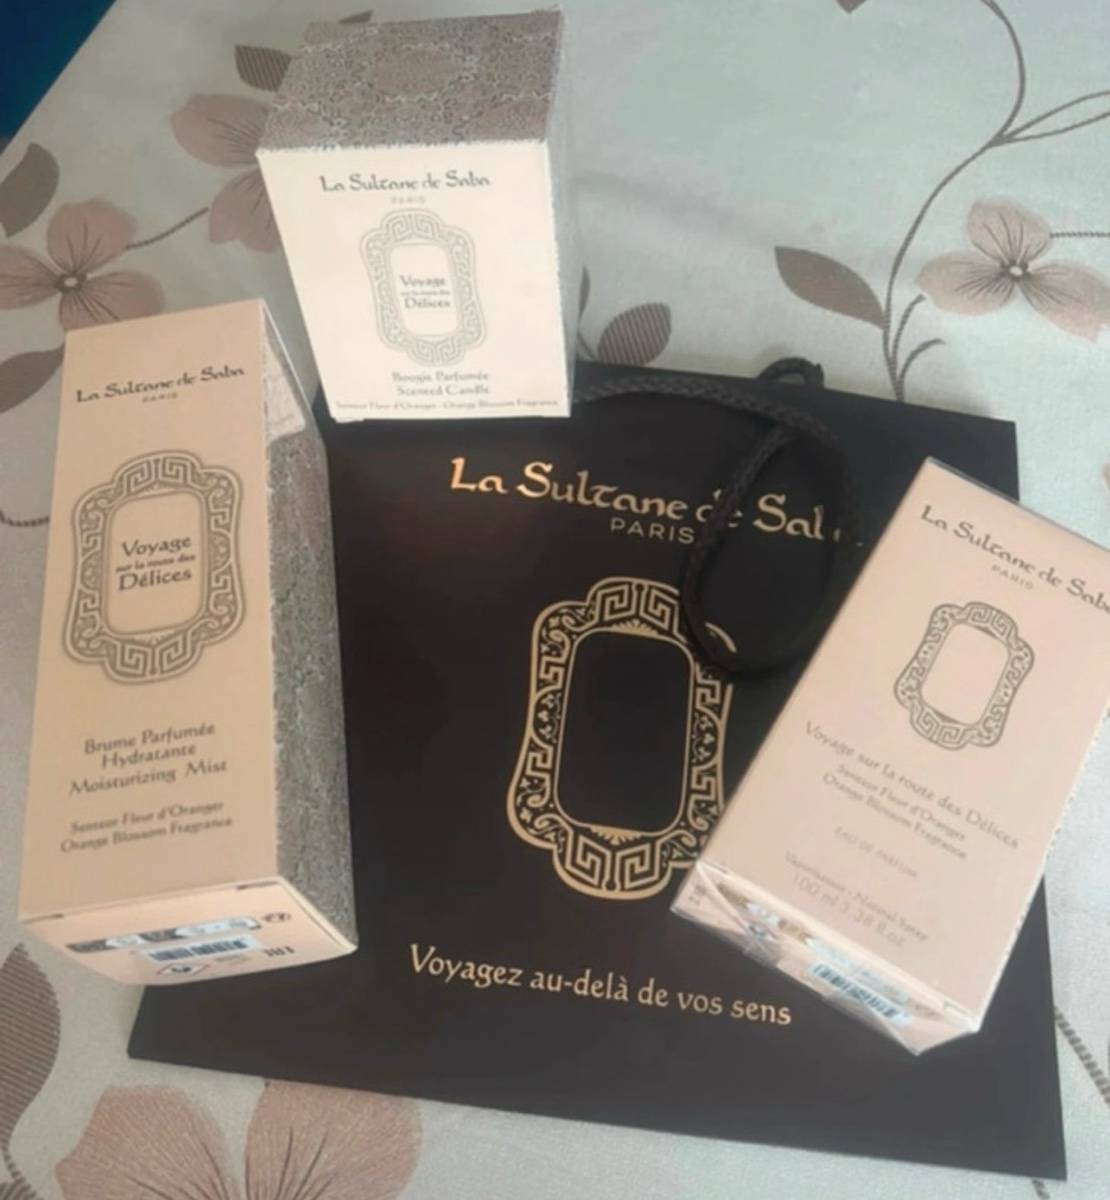 La Sultane de Saba
PARIS
Voyage
sur la route des
Délices
Bougie Parfumée
Scented Candle
Senteur Fleur d'Oranger - Orange Blossom Fragrance
La Sultane de Saba
PARIS
Voyage
sur la route des
Délices
Brume Parfumée
Hydratante
Moisturizing Mist
Senteur Fleur d'Oranger
Orange Blossom Fragrance
La Sultane de Sab
PARIS
Voyagez au-delà de vos sens
La Sultane de Saba
PARIS
Voyage sur la route des Délices
Senteur Fleur d'Oranger
Orange Blossom Fragrance
EAU DE PARFUM
Vaporisateur - Natural Spray
100 ml 3.38 fl.oz